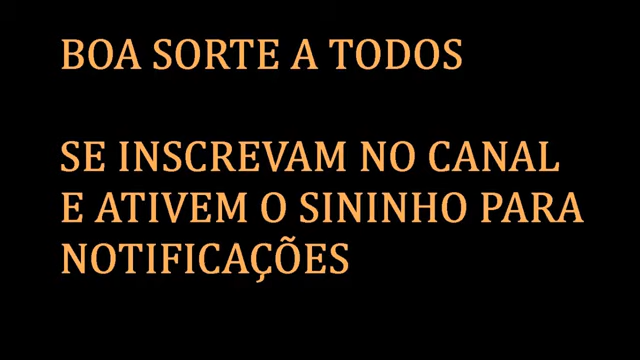 BOA SORTE A TODOS
SE INSCREVAM NO CANAL
E ATIVEM O SININHO PARA
NOTIFICAÇÕES